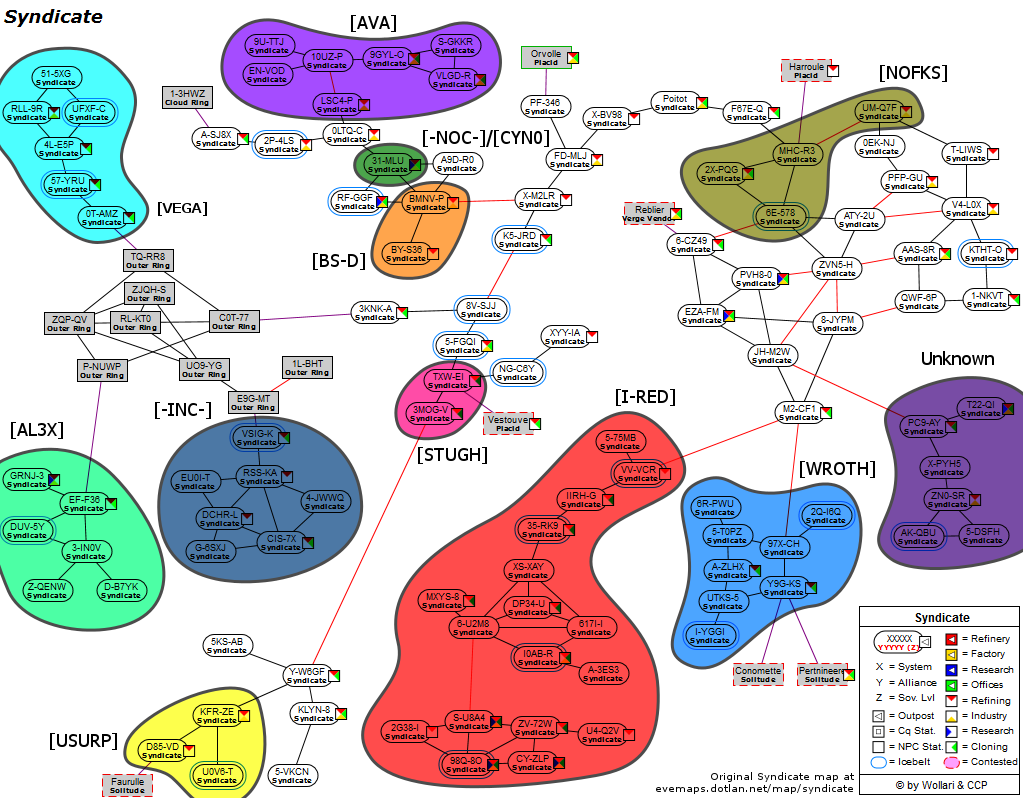 Syndicate
[AVA]
9U-TTJ
Syndicate
S-GKKR
Syndicate
10UZ-P
Syndicate
9GYL-O
Syndicate
EN-VOD
Syndicate
VLGD-R
Syndicate
LSC4-P
Syndicate
Orvolle
Placid
Harroule
Placid
[NOFKS]
51-5XG
Syndicate
RLL-9R
Syndicate
UFXF-C
Syndicate
4L-E5P
Syndicate
57-YRU
Syndicate
0T-AMZ
Syndicate
[VEGA]
1-3HWZ
Cloud Ring
A-SJ8X
Syndicate
2P-4LS
Syndicate
0LTQ-C
Syndicate
[-NOC-]/[CYN0]
PF-346
Syndicate
X-BV98
Syndicate
Poitot
Syndicate
F67E-Q
Syndicate
UM-Q7F
Syndicate
31-MLU
Syndicate
A9D-R0
Syndicate
FD-MLJ
Syndicate
MHC-R3
Syndicate
0EK-NJ
Syndicate
T-LIWS
Syndicate
2X-PQG
Syndicate
PFP-GU
Syndicate
RF-GGF
Syndicate
BMNV-P
Syndicate
X-M2LR
Syndicate
Reblier
Verge Vendor
6E-578
Syndicate
ATY-2U
Syndicate
V4-L0X
Syndicate
K5-JRD
Syndicate
6-CZ49
Syndicate
[BS-D]
BY-S36
Syndicate
AAS-8R
Syndicate
KTHT-O
Syndicate
TQ-RR8
Outer Ring
ZJQH-S
Outer Ring
ZQP-QV
Outer Ring
RL-KT0
Outer Ring
C0T-77
Outer Ring
P-NUWP
Outer Ring
UO9-YG
Outer Ring
1L-BHT
Outer Ring
E9G-MT
Outer Ring
PVH8-0
Syndicate
ZVN5-H
Syndicate
3KNK-A
Syndicate
8V-SJJ
Syndicate
EZA-FM
Syndicate
8-JYPM
Syndicate
QWF-6P
Syndicate
1-NKVT
Syndicate
5-FGQI
Syndicate
XYY-IA
Syndicate
NG-C6Y
Syndicate
JH-M2W
Syndicate
Unknown
TXW-EI
Syndicate
3MOG-V
Syndicate
Vestouve
Placid
[STUGH]
M2-CF1
Syndicate
T22-QI
Syndicate
PC9-AY
Syndicate
X-PYH5
Syndicate
ZN0-SR
Syndicate
AK-QBU
Syndicate
5-DSFH
Syndicate
[-INC-]
VSIG-K
Syndicate
EU0I-T
Syndicate
RSS-KA
Syndicate
4-JWWQ
Syndicate
DCHR-L
Syndicate
G-6SXJ
Syndicate
CIS-7X
Syndicate
[AL3X]
GRNJ-3
Syndicate
EF-F36
Syndicate
DUV-5Y
Syndicate
3-IN0V
Syndicate
Z-QENW
Syndicate
D-B7YK
Syndicate
[I-RED]
5-75MB
Syndicate
VV-VCR
Syndicate
IIRH-G
Syndicate
35-RK9
Syndicate
XS-XAY
Syndicate
MXYS-8
Syndicate
DP34-U
Syndicate
6-U2M8
Syndicate
617I-I
Syndicate
I0AB-R
Syndicate
A-3ES3
Syndicate
2G38-I
Syndicate
S-U8A4
Syndicate
ZV-72W
Syndicate
U4-Q2V
Syndicate
98Q-8O
Syndicate
CY-ZLP
Syndicate
[WROTH]
6R-PWU
Syndicate
2Q-I6Q
Syndicate
5-T0PZ
Syndicate
97X-CH
Syndicate
A-ZLHX
Syndicate
Y9G-KS
Syndicate
UTKS-5
Syndicate
I-YGGI
Syndicate
Conomette
Solitude
Pertnineere
Solitude
5KS-AB
Syndicate
Y-W6GF
Syndicate
KLYN-8
Syndicate
5-VKCN
Syndicate
[USURP]
KFR-ZE
Syndicate
D85-VD
Syndicate
U0V6-T
Syndicate
Faurulle
Solitude
Original Syndicate map at
evemaps.dotlan.net/map/syndicate
Syndicate
XXXXX
YYYYY (Z)
X = System
Y = Alliance
Z = Sov. Lvl
= Outpost
= Cq Stat.
= NPC Stat.
= Icebelt
= Refinery
= Factory
= Research
= Offices
= Refining
= Industry
= Research
= Cloning
= Contested
© by Wollari & CCP